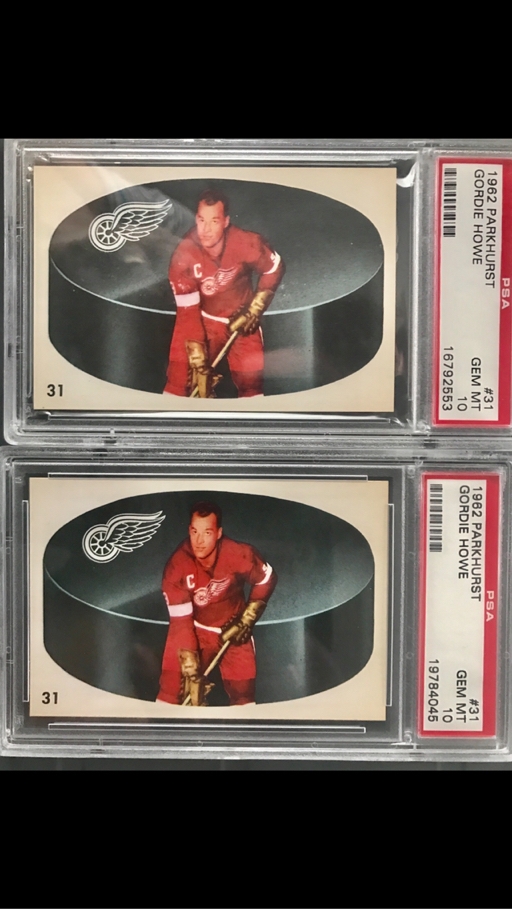 31
1962 PARKHURST
GORDIE HOWE
#31
GEM MT
10
16792553
PSA
C
31
1962 PARKHURST
GORDIE HOWE
#31
GEM MT
10
19784045
PSA
C